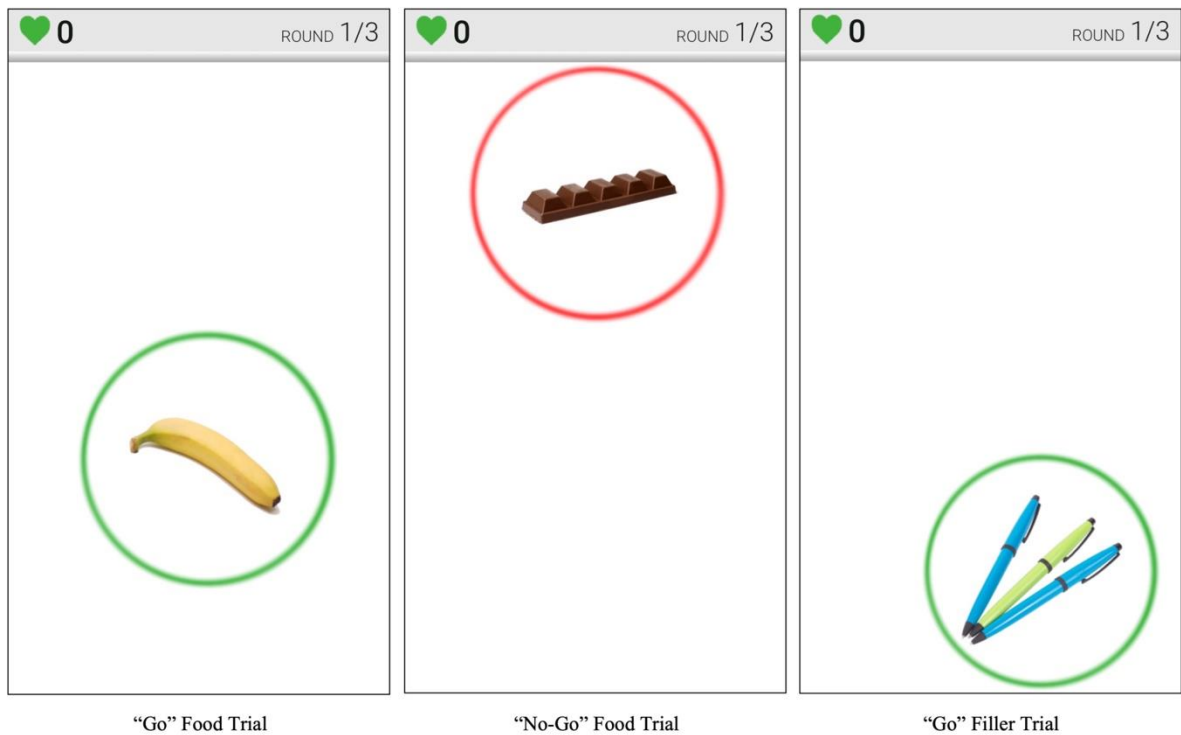 0 ROUND 1/3
0 ROUND 1/3
0 ROUND 1/3
“Go” Food Trial
“No-Go” Food Trial
“Go” Filler Trial